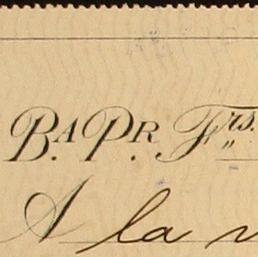 B. A P. R Frs.
A la